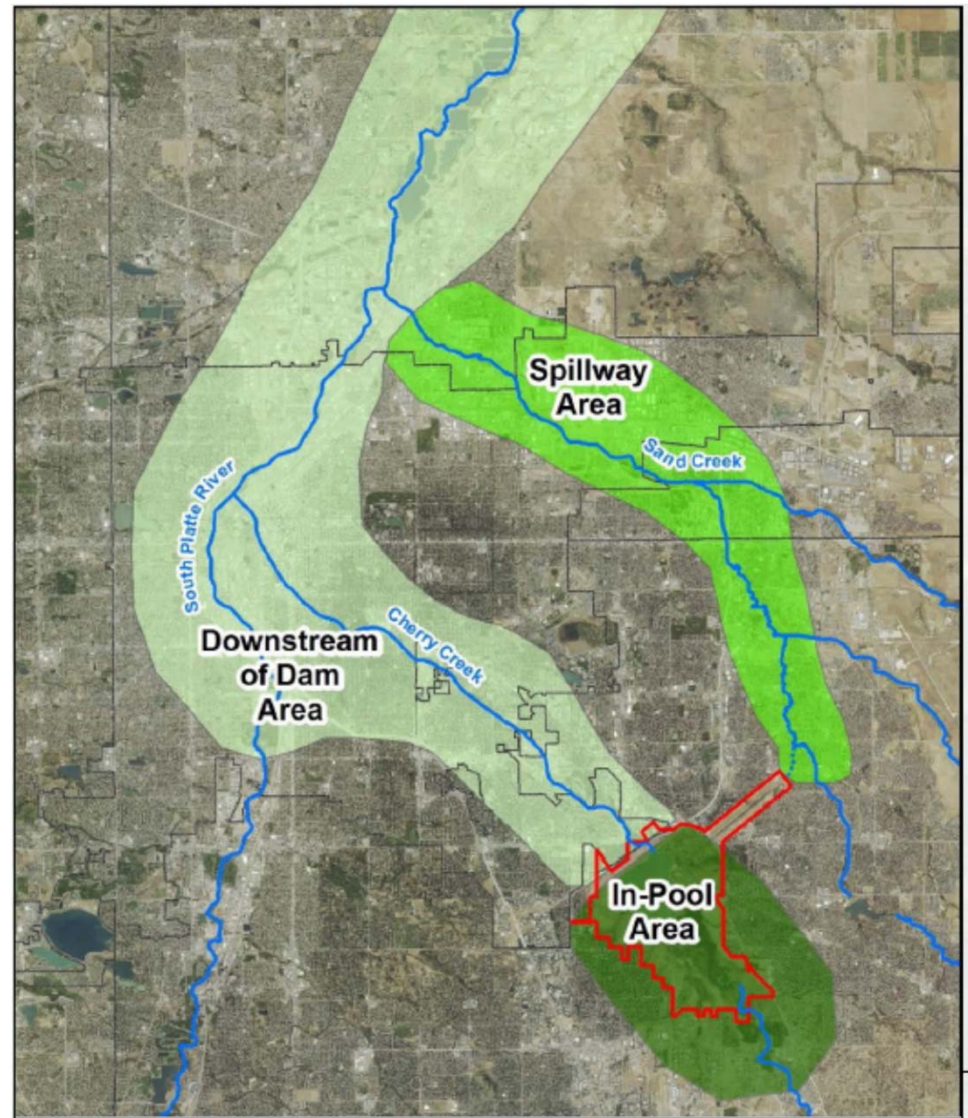 Spillway
Area
Sand Creek
South Platte River
Cherry Creek
Downstream
of Dam
Area
In-Pool
Area